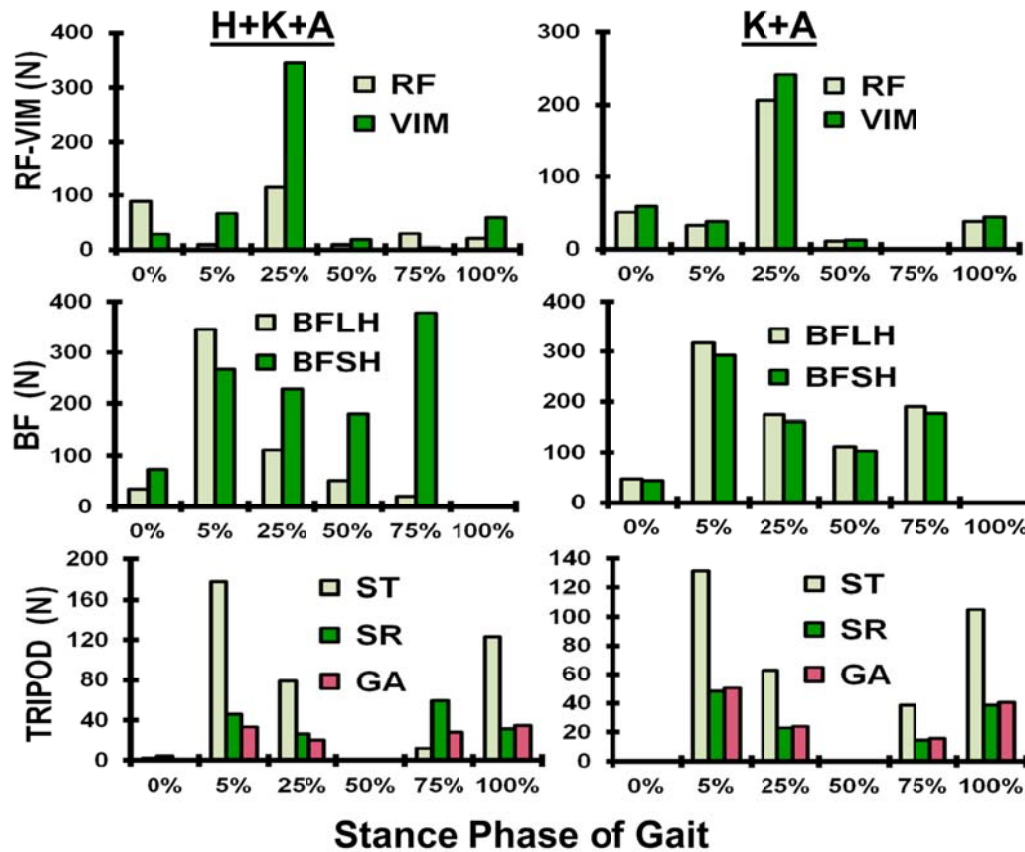 H+K+A
RF-VIM (N)
400
300
200
100
0
RF
VIM
0% 5% 25% 50% 75% 100%
K+A
300
200
100
0
RF
VIM
0% 5% 25% 50% 75% 100%
BF (N)
400
300
200
100
0
BFLH
BFSH
0% 5% 25% 50% 75% 100%
400
300
200
100
0
BFLH
BFSH
0% 5% 25% 50% 75% 100%
TRIPOD (N)
200
160
120
80
40
0
ST
SR
GA
0% 5% 25% 50% 75% 100%
140
120
100
80
60
40
20
0
ST
SR
GA
0% 5% 25% 50% 75% 100%
Stance Phase of Gait